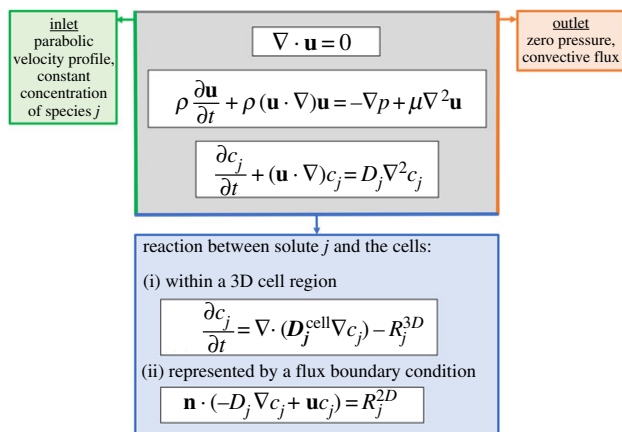 inlet
parabolic
velocity profile,
constant
concentration
of species j
∇ · u = 0
ρ ∂u/∂t + ρ (u · ∇)u = –∇p + μ∇²u
∂c_j/∂t + (u · ∇)c_j = D_j ∇²c_j
outlet
zero pressure,
convective flux
reaction between solute j and the cells:
(i) within a 3D cell region
∂c_j/∂t = ∇· (D_j^cell ∇c_j) – R_j^3D
(ii) represented by a flux boundary condition
n · (–D_j ∇c_j + uc_j) = R_j^2D